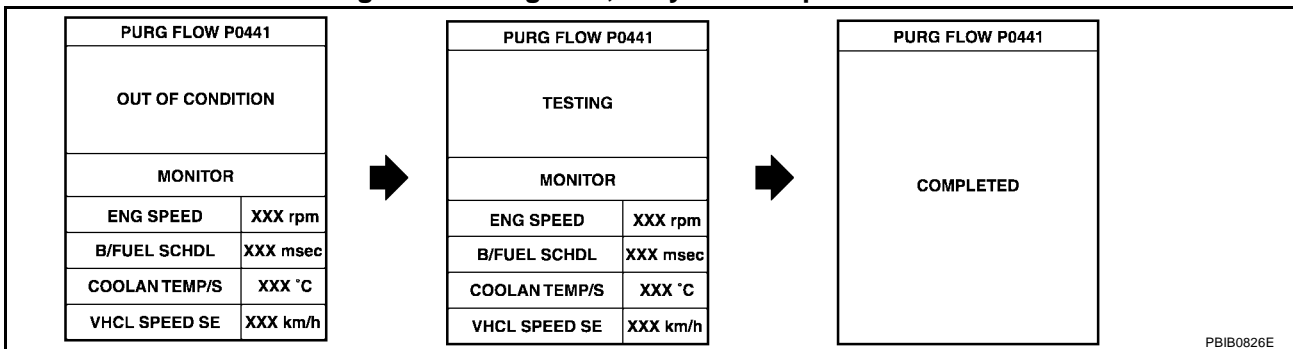 PURG FLOW P0441
OUT OF CONDITION
MONITOR
ENG SPEED XXX rpm
B/FUEL SCHDL XXX msec
COOLAN TEMP/S XXX °C
VHCL SPEED SE XXX km/h
PURG FLOW P0441
TESTING
MONITOR
ENG SPEED XXX rpm
B/FUEL SCHDL XXX msec
COOLAN TEMP/S XXX °C
VHCL SPEED SE XXX km/h
PURG FLOW P0441
COMPLETED
PBIB0826E